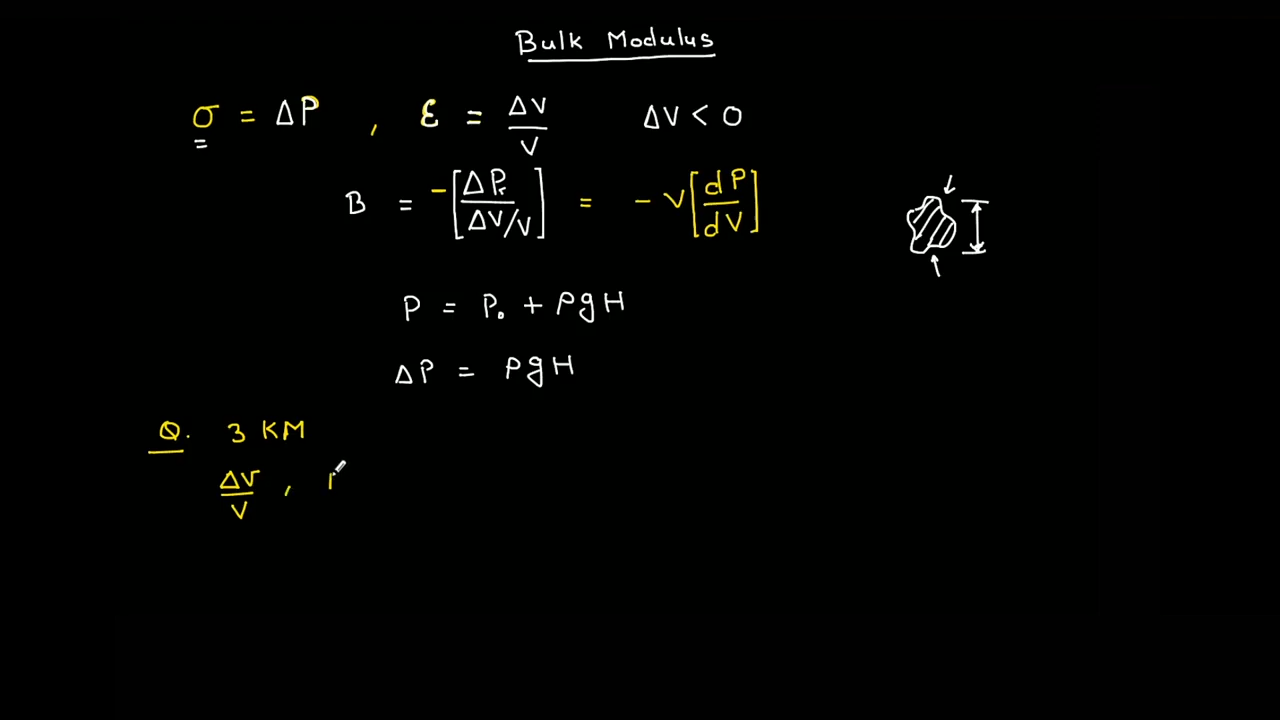 Bulk Modulus
σ = ΔP , ε = ΔV/V ΔV < 0
B = -[ΔP/ΔV/V] = - V[dP/dV]
P = P₀ + ρgH
ΔP = ρgH
Q. 3 KM
ΔV/V ,